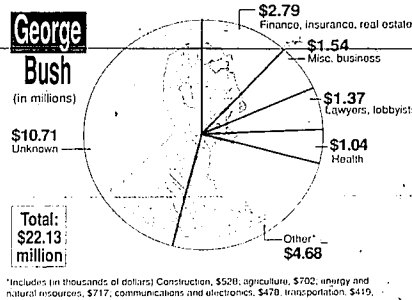 George
Bush
(in millions)
$2.79
Finance, insurance, real estate
$1.54
Misc. business
$1.37
Lawyers, lobbyists
$1.04
Health
Other*
$4.68
$10.71
Unknown
Total:
$22.13
million
*Includes (in thousands of dollars) Construction, $528; agriculture, $702; energy and
natural resources, $717; communications and electronics, $478, transportation, $419,